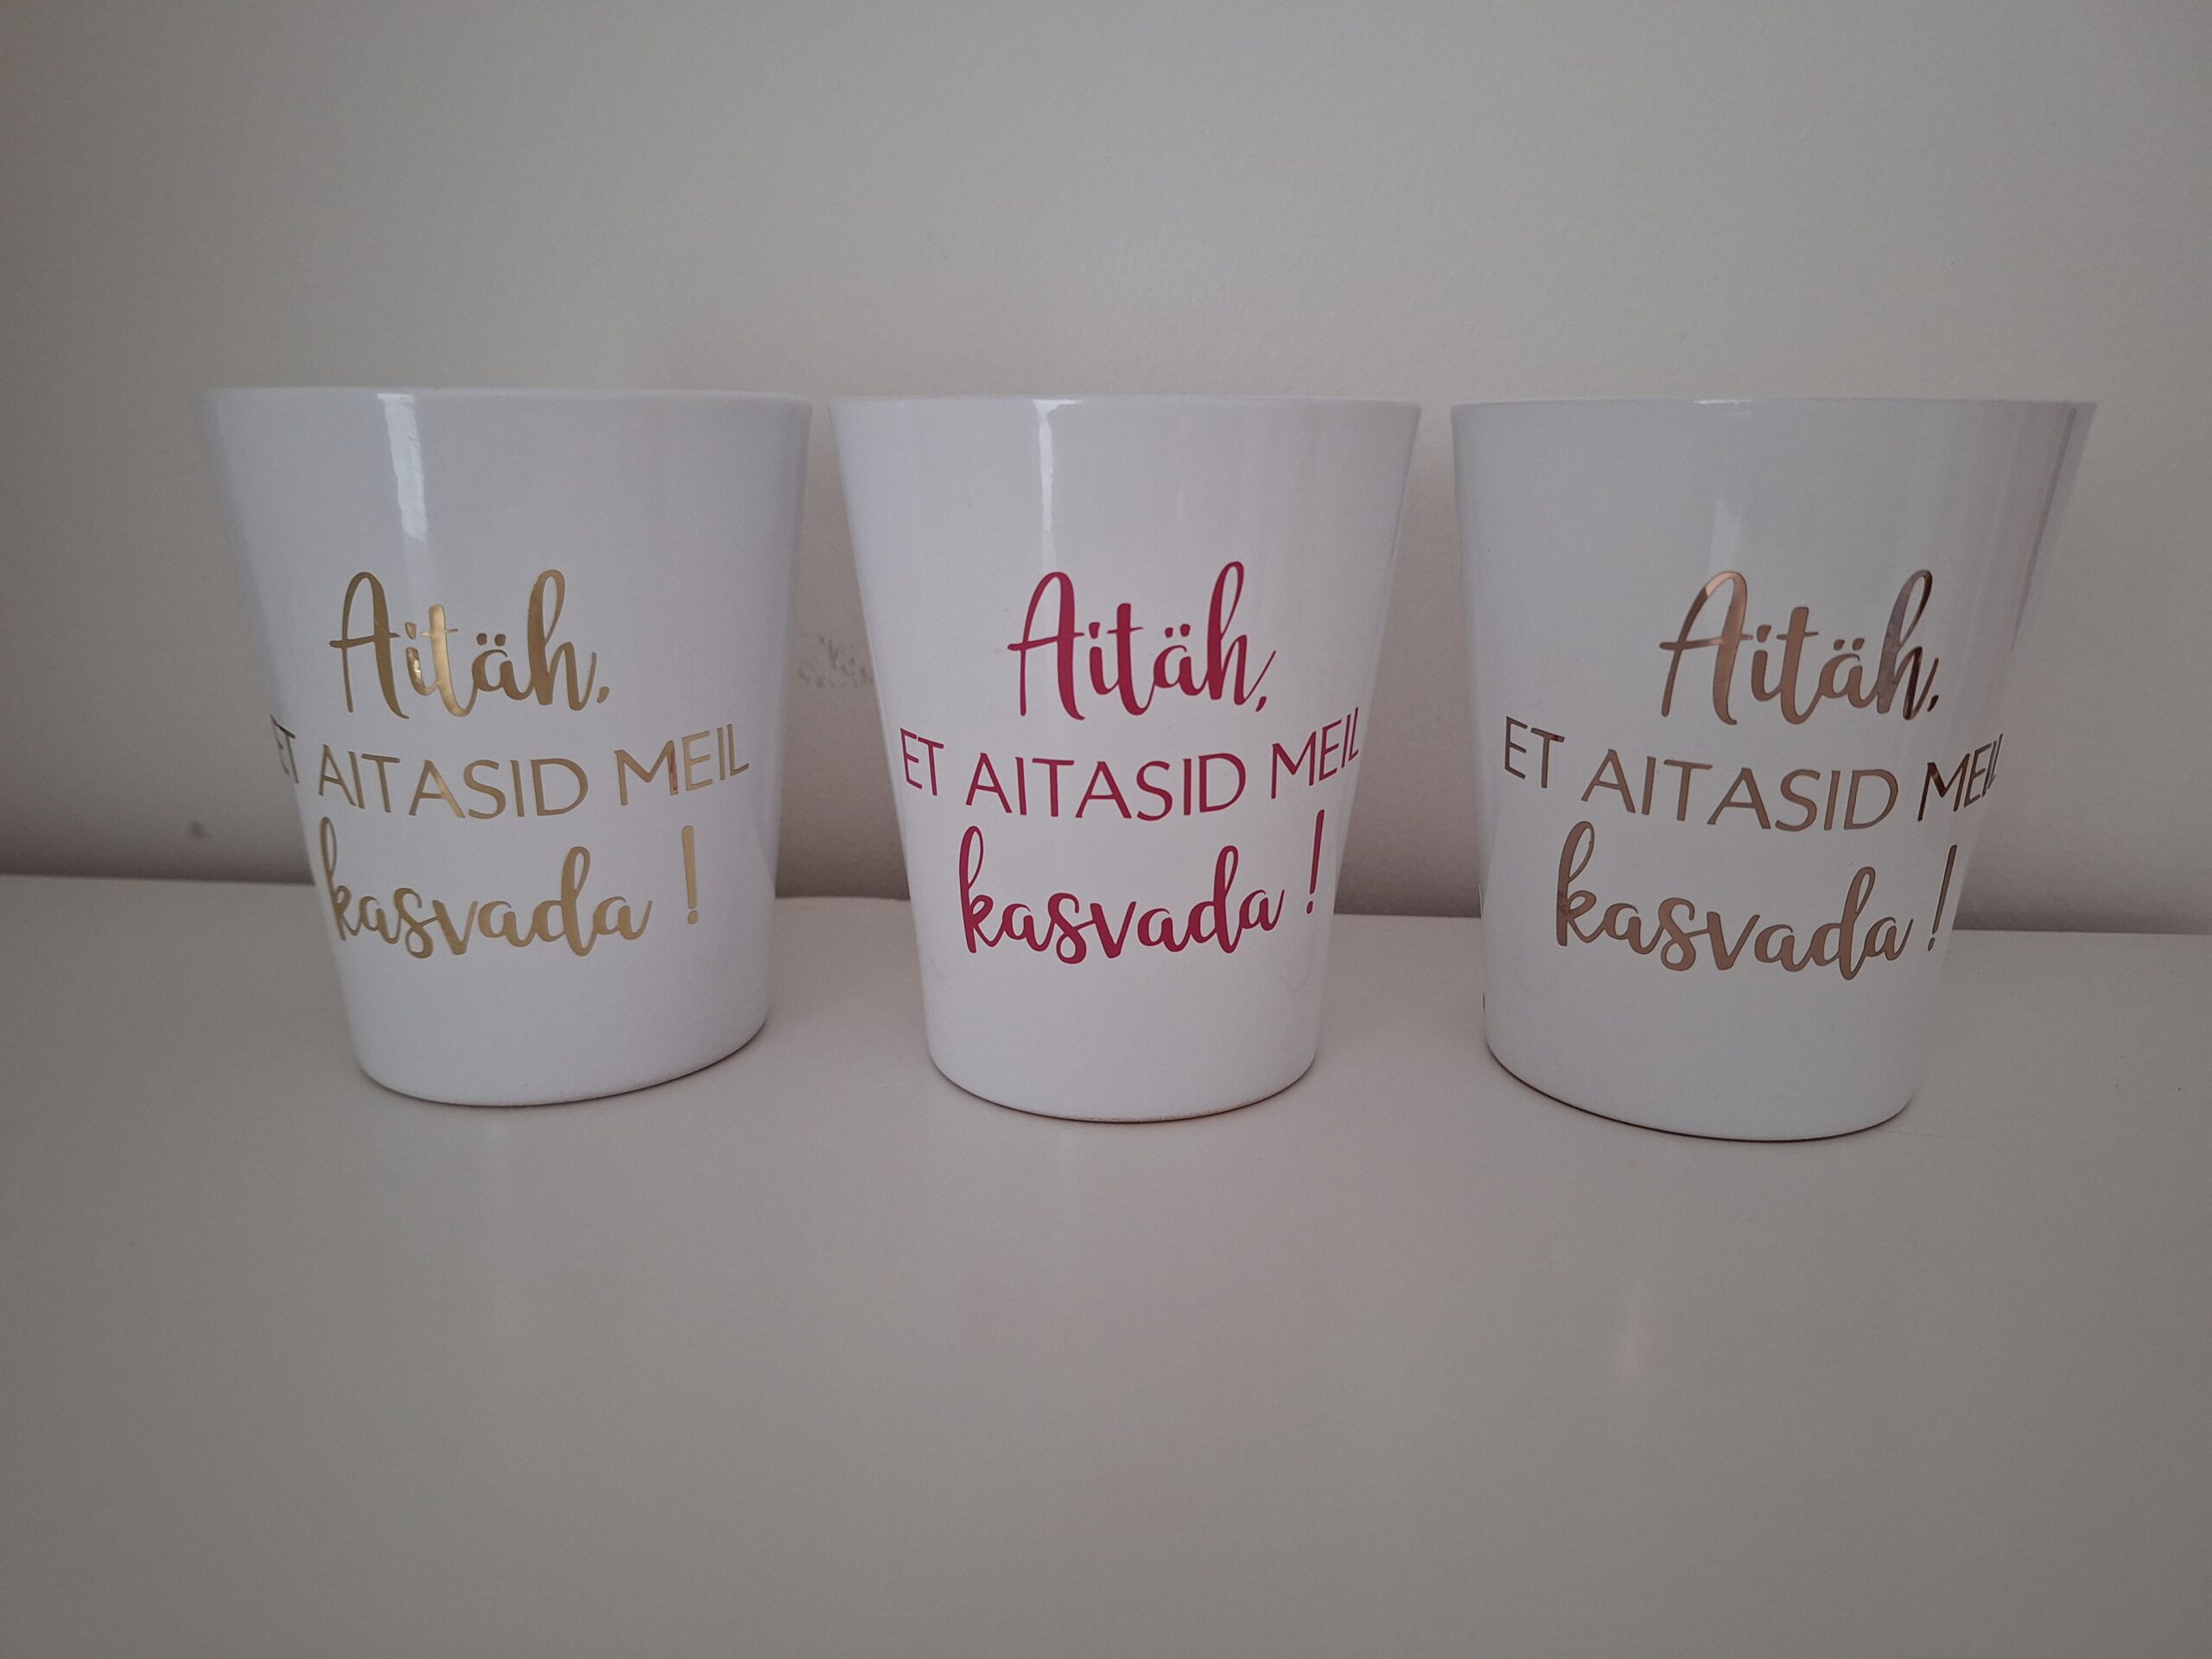 Aitäh,
ET AITASID MEIL
kasvada !
Aitäh,
ET AITASID MEIL
kasvada !
Aitäh,
ET AITASID MEIL
kasvada !